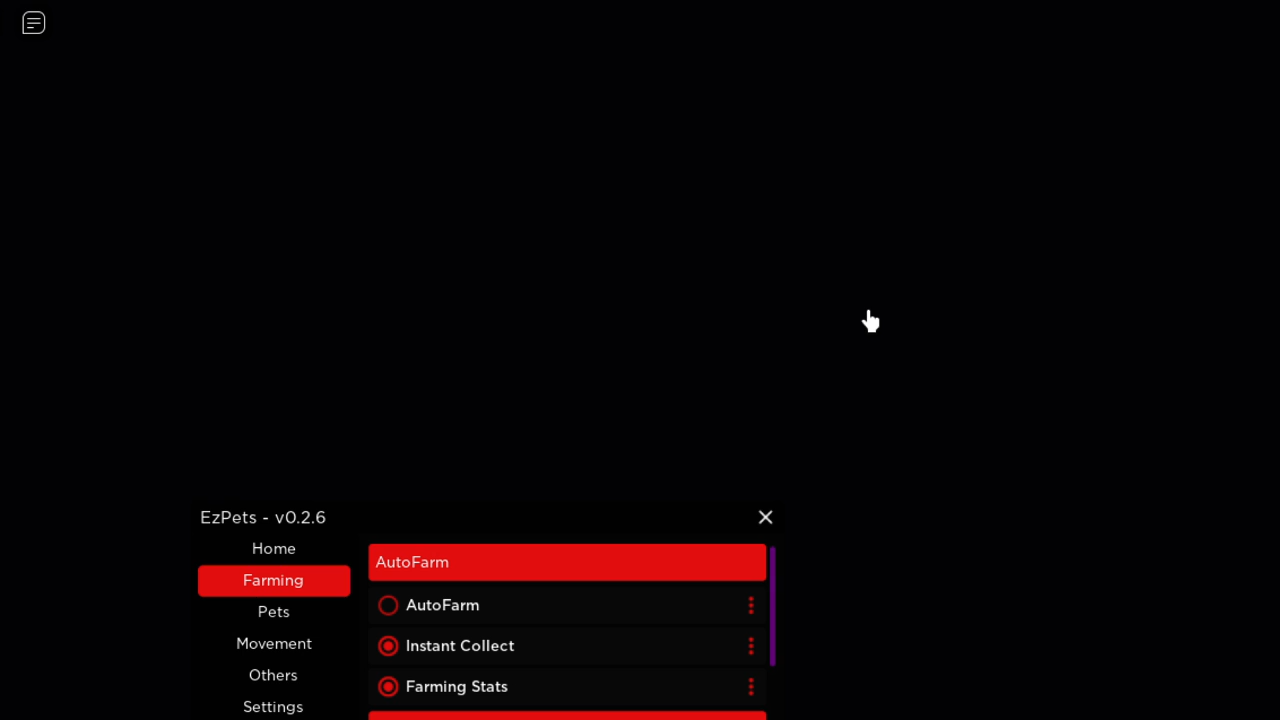 EzPets - v0.2.6
Home
Farming
Pets
Movement
Others
Settings
AutoFarm
AutoFarm
Instant Collect
Farming Stats